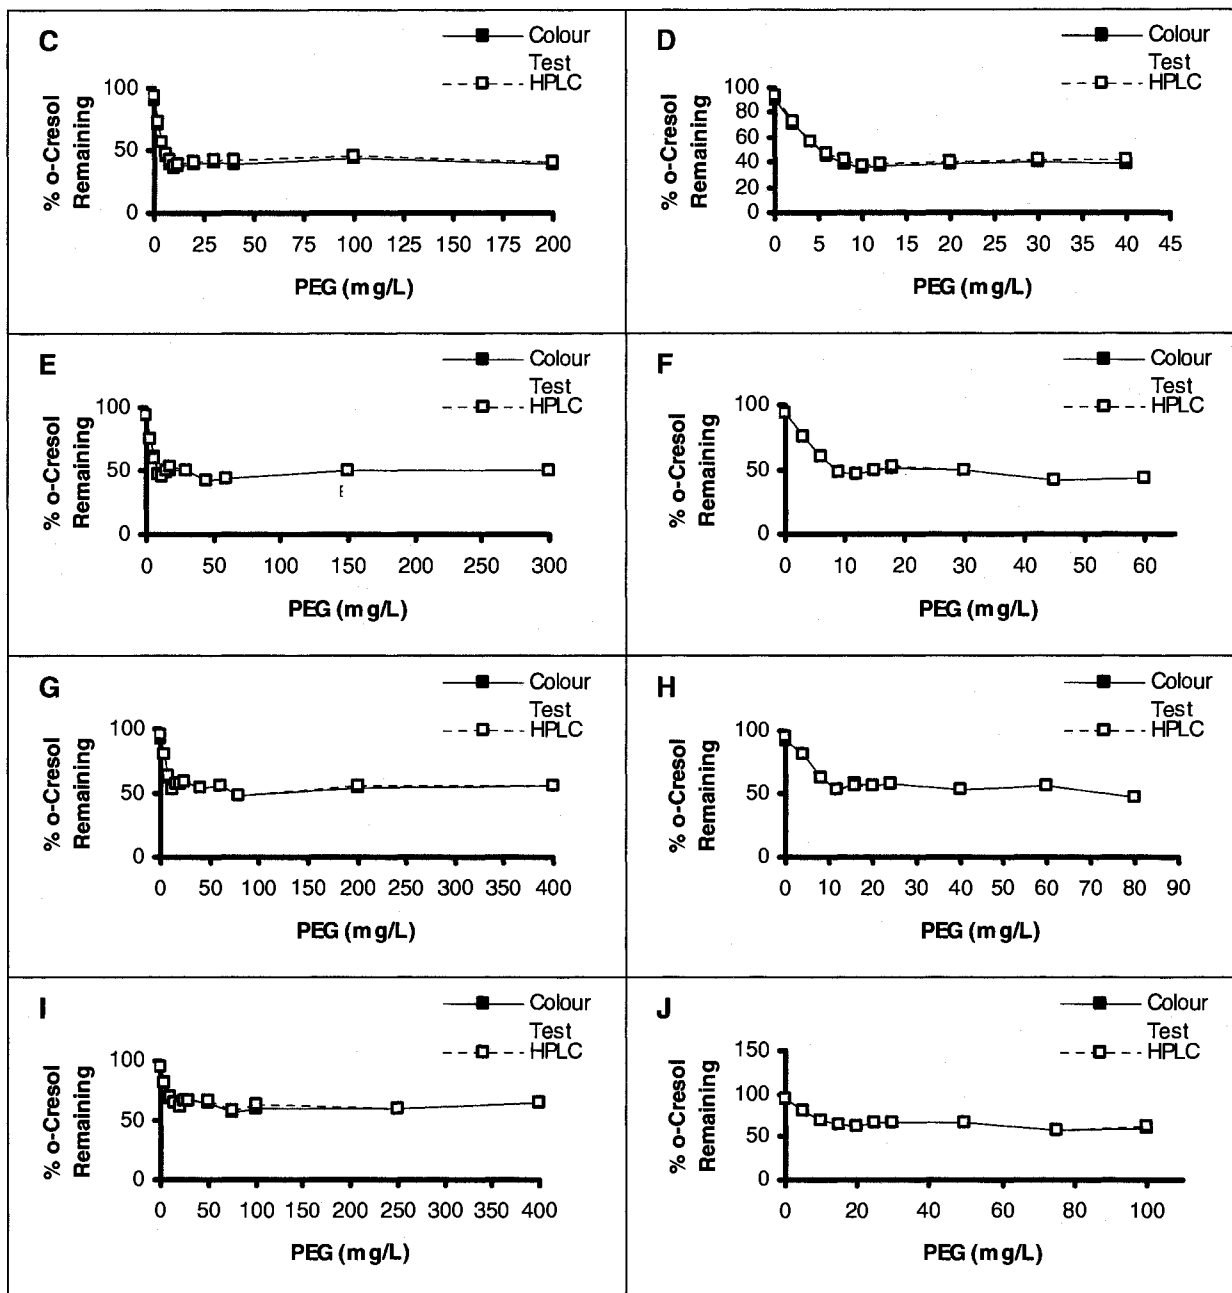 C
Colour
Test
HPLC
% o-Cresol
Remaining
100
50
0
0 25 50 75 100 125 150 175 200
PEG (mg/L)
D
Colour
Test
HPLC
% o-Cresol
Remaining
100
80
60
40
20
0
0 5 10 15 20 25 30 35 40 45
PEG (mg/L)
E
Colour
Test
HPLC
% o-Cresol
Remaining
100
50
0
0 50 100 150 200 250 300
PEG (mg/L)
F
Colour
Test
HPLC
% o-Cresol
Remaining
100
50
0
0 10 20 30 40 50 60
PEG (mg/L)
G
Colour
Test
HPLC
% o-Cresol
Remaining
100
50
0
0 50 100 150 200 250 300 350 400
PEG (mg/L)
H
Colour
Test
HPLC
% o-Cresol
Remaining
100
50
0
0 10 20 30 40 50 60 70 80 90
PEG (mg/L)
I
Colour
Test
HPLC
% o-Cresol
Remaining
100
50
0
0 50 100 150 200 250 300 350 400
PEG (mg/L)
J
Colour
Test
HPLC
% o-Cresol
Remaining
150
100
50
0
0 20 40 60 80 100
PEG (mg/L)